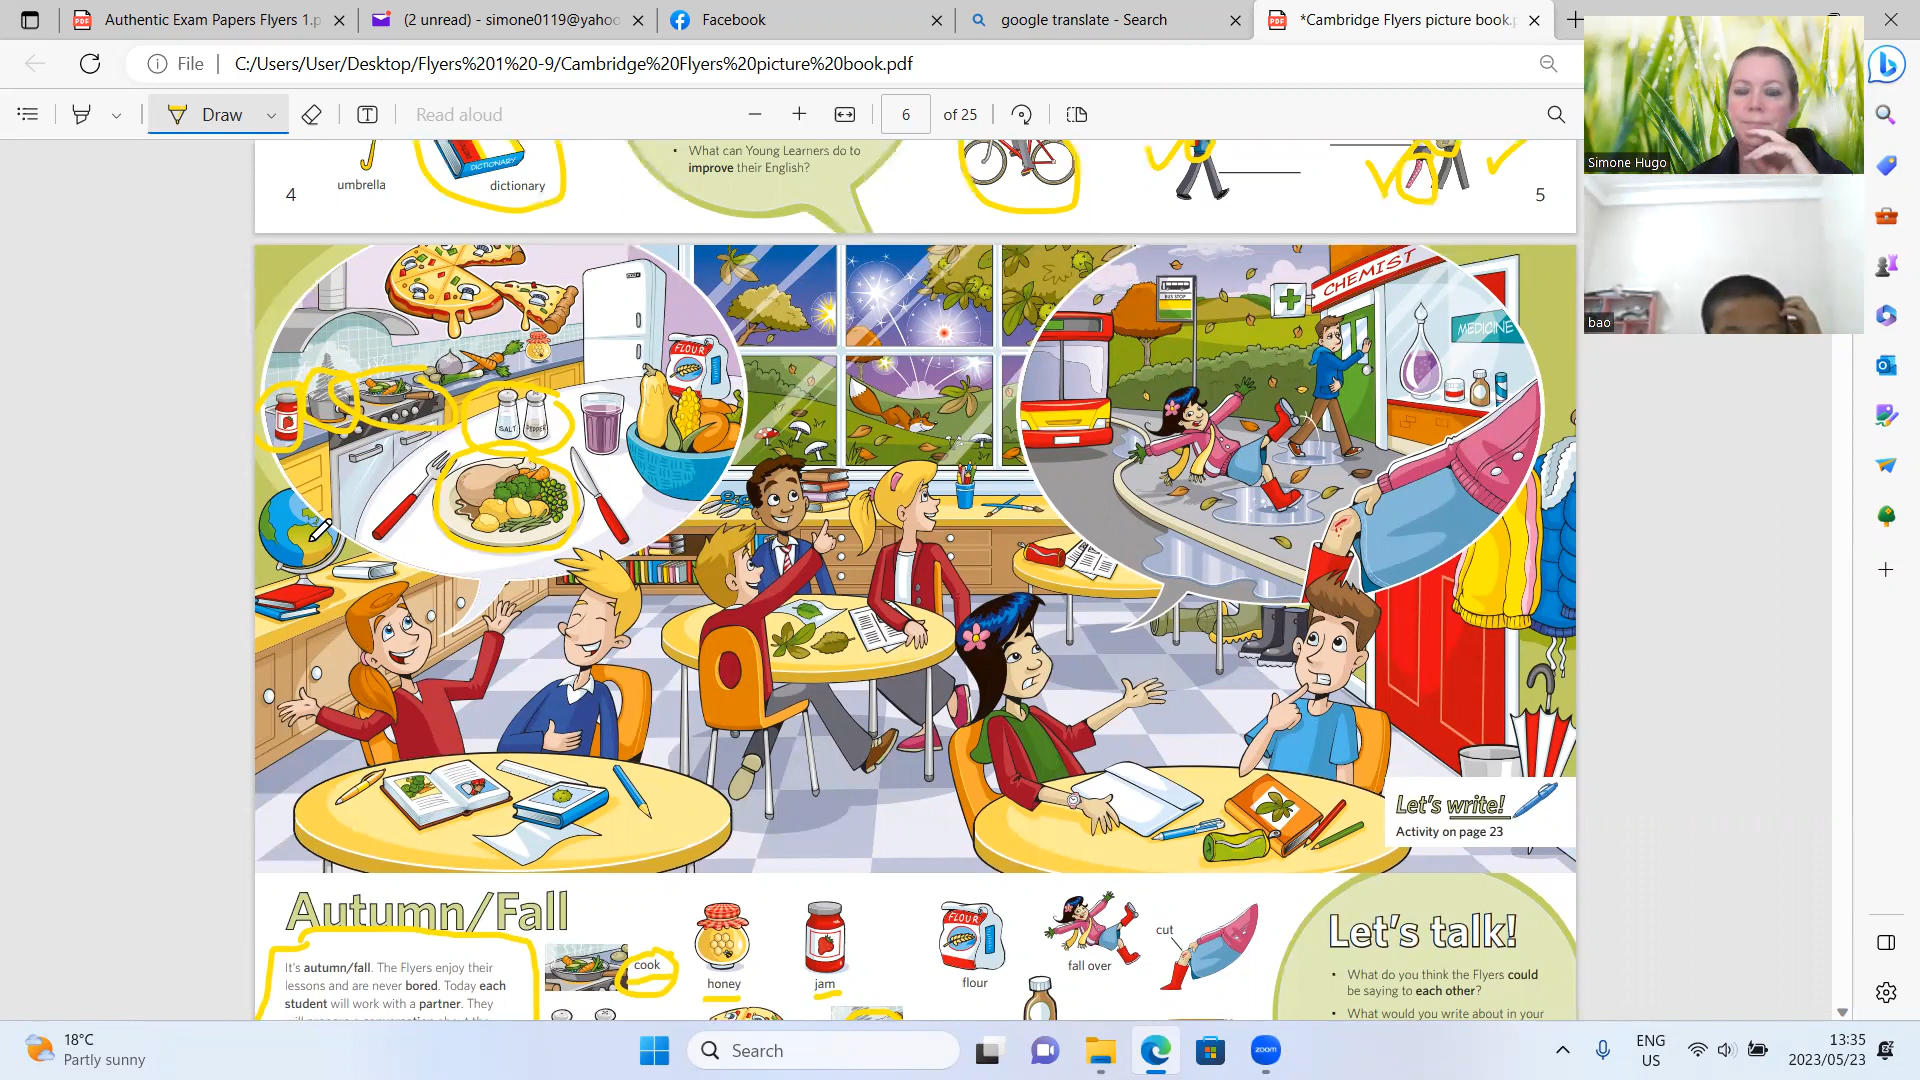 Authentic Exam Papers Flyers 1.p
(2 unread) - simone0119@yahoo
Facebook
google translate - Search
*Cambridge Flyers picture book.p
File
C:/Users/User/Desktop/Flyers%201%20-9/Cambridge%20Flyers%20picture%20book.pdf
Draw
Read aloud
6
of 25
Simone Hugo
bao
umbrella
DICTIONARY
dictionary
• What can Young Learners do to
improve their English?
4
5
FLOUR
SALT
PEPPER
BUS STOP
CHEMIST
MEDICINE
Let's write!
Activity on page 23
Autumn/Fall
It's autumn/fall. The Flyers enjoy their
lessons and are never bored. Today each
student will work with a partner. They
cook
honey
jam
FLOUR
flour
fall over
cut
Let's talk!
• What do you think the Flyers could
be saying to each other?
• What would you write about in your
18°C
Partly sunny
Search
zoom
ENG
US
13:35
2023/05/23